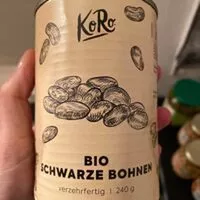 KoRo
BIO
SCHWARZE BOHNEN
verzehrfertig | 240 g